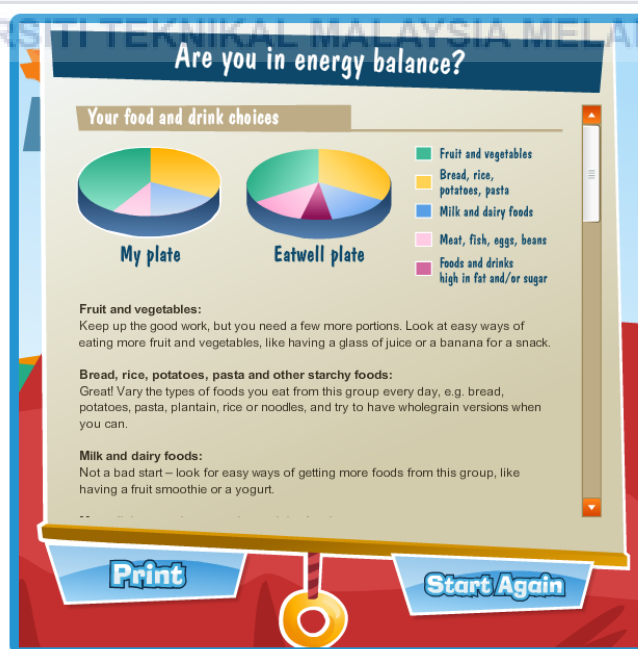 RSITI TEKNIKAL MALAYSIA MELA
Are you in energy balance?
Your food and drink choices
Fruit and vegetables
Bread, rice,
potatoes, pasta
Milk and dairy foods
Meat, fish, eggs, beans
Foods and drinks
high in fat and/or sugar
My plate
Eatwell plate
Fruit and vegetables:
Keep up the good work, but you need a few more portions. Look at easy ways of
eating more fruit and vegetables, like having a glass of juice or a banana for a snack.
Bread, rice, potatoes, pasta and other starchy foods:
Great! Vary the types of foods you eat from this group every day, e.g. bread,
potatoes, pasta, plantain, rice or noodles, and try to have wholegrain versions when
you can.
Milk and dairy foods:
Not a bad start – look for easy ways of getting more foods from this group, like
having a fruit smoothie or a yogurt.
Print
Start Again